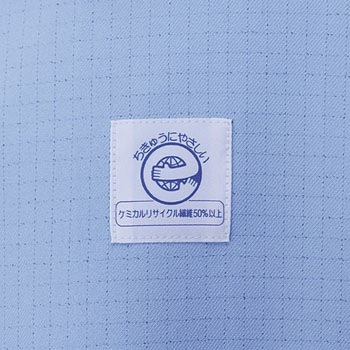 ちきゅうにやさしい
ケミカルリサイクル繊維50%以上